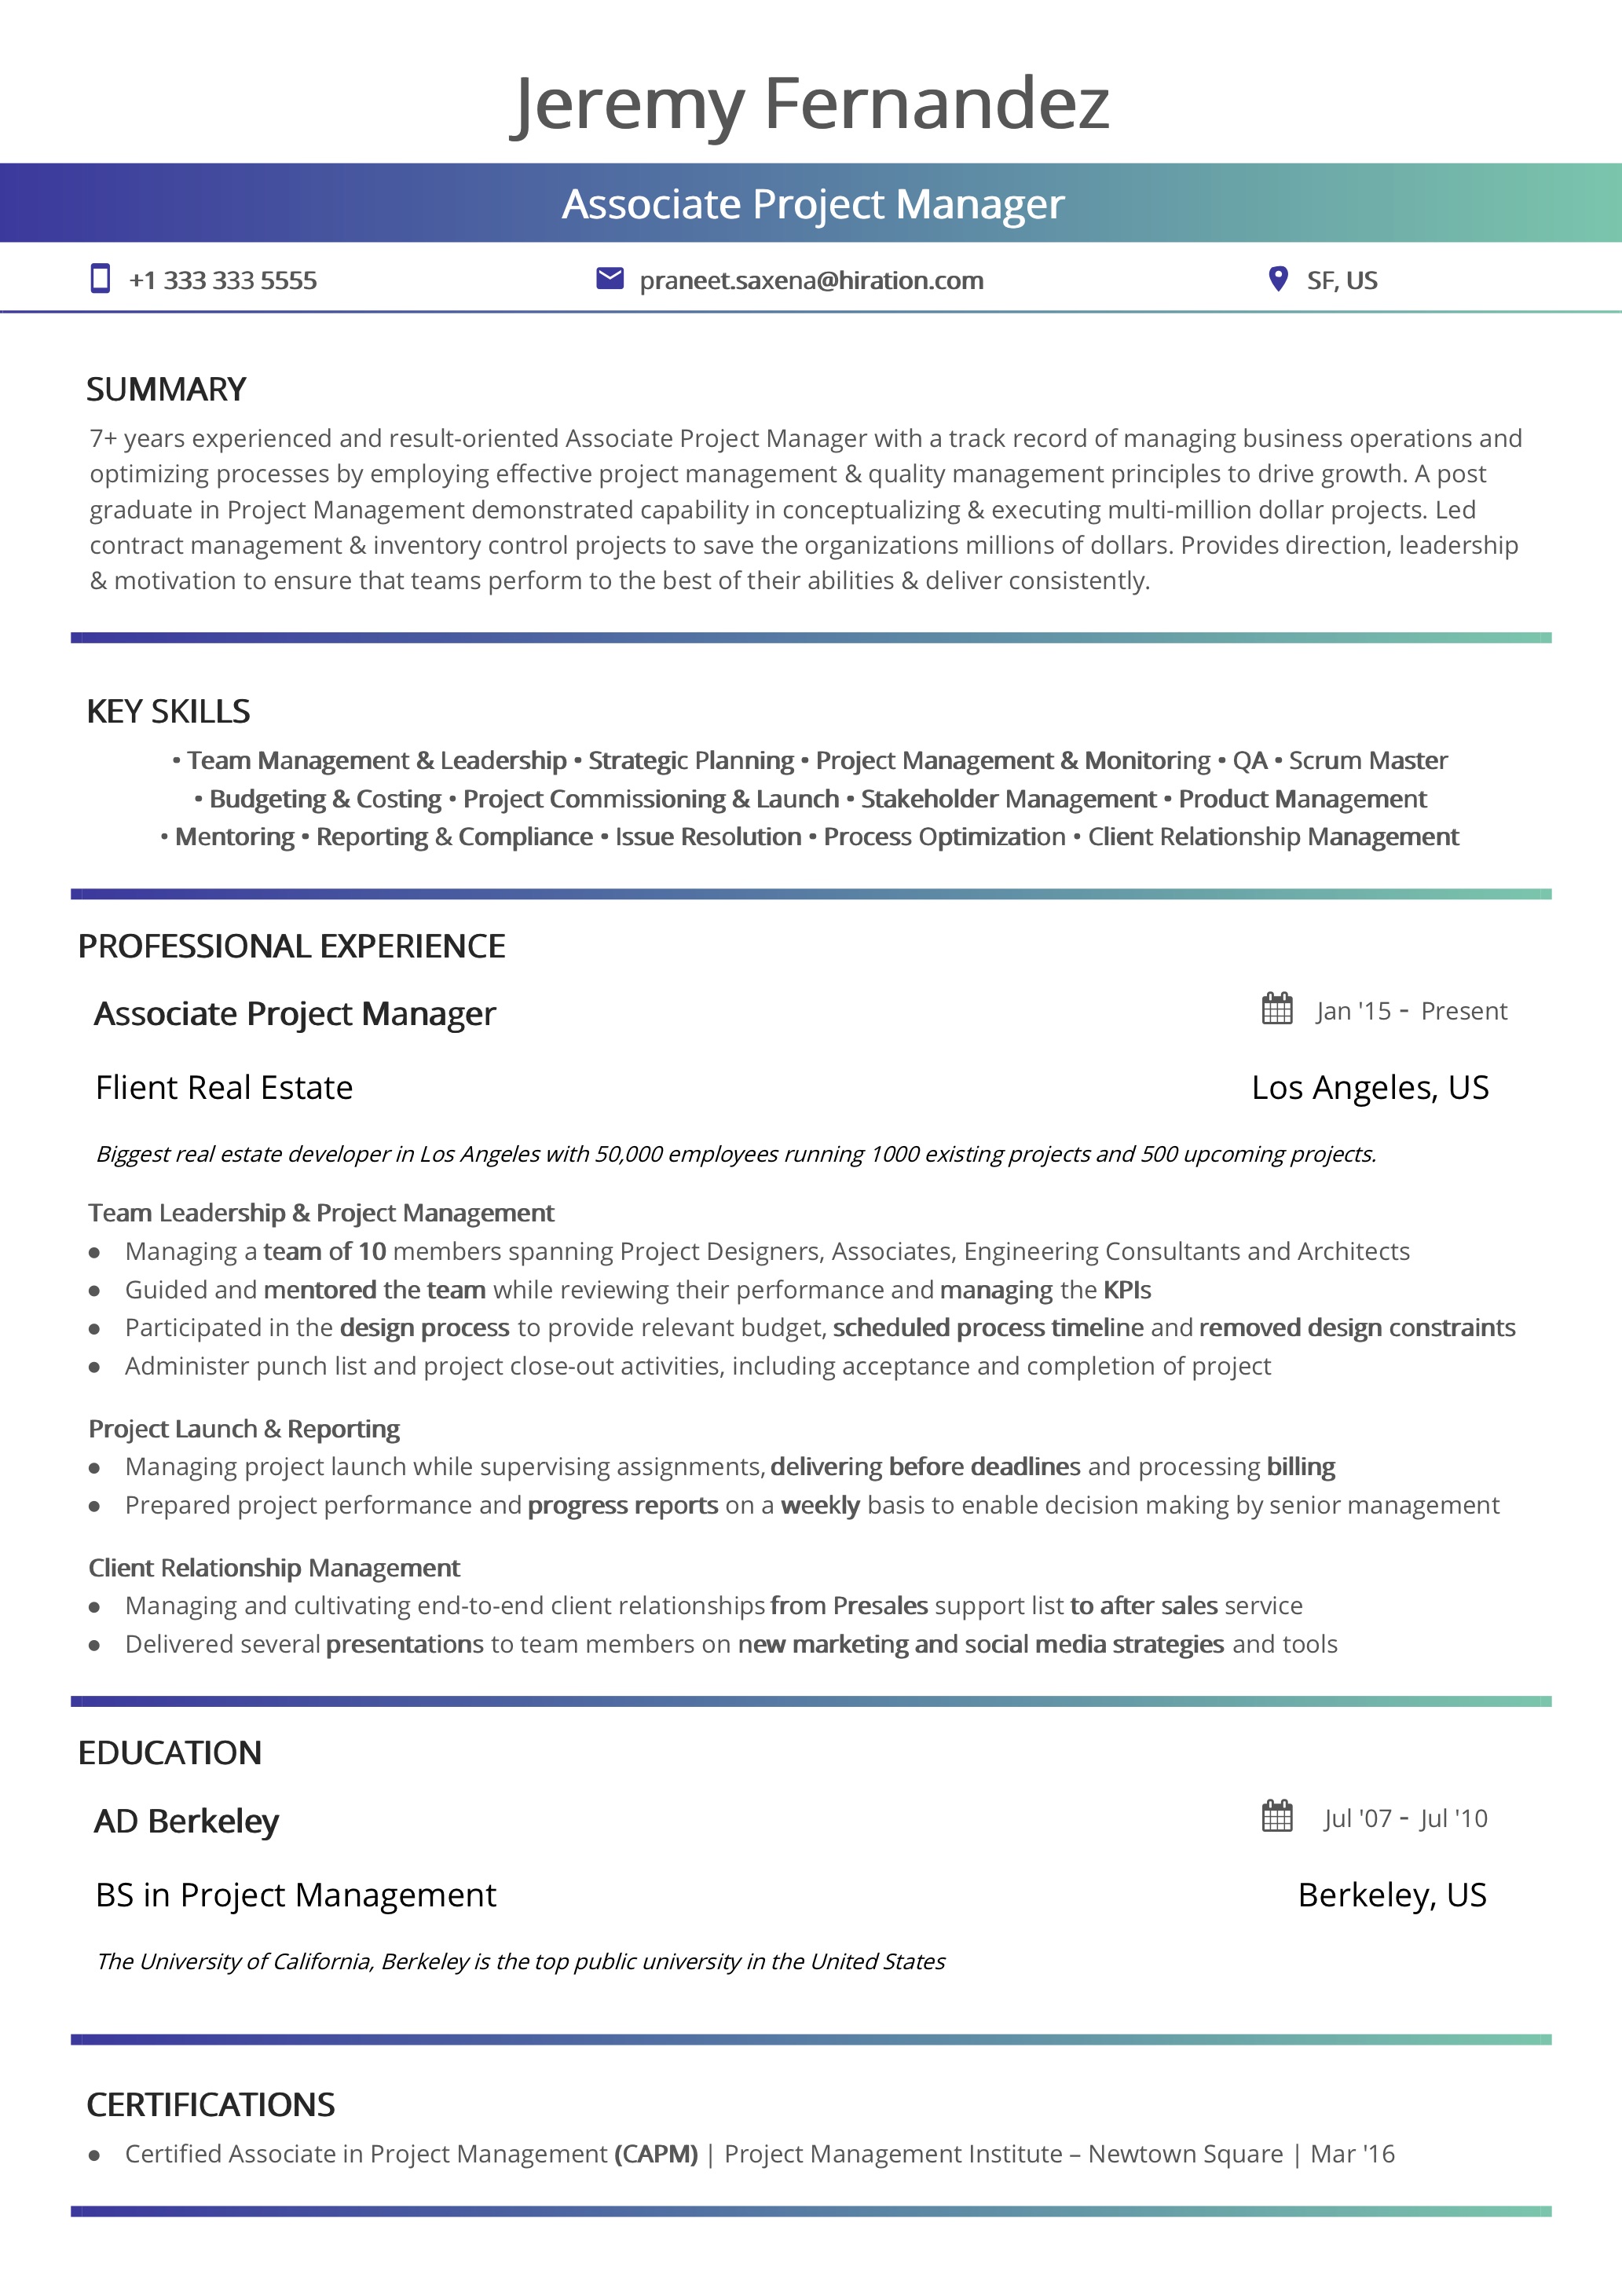 Jeremy Fernandez
Associate Project Manager
+1 333 333 5555 praneet.saxena@hiration.com SF, US
SUMMARY
7+ years experienced and result-oriented Associate Project Manager with a track record of managing business operations and
optimizing processes by employing effective project management & quality management principles to drive growth. A post
graduate in Project Management demonstrated capability in conceptualizing & executing multi-million dollar projects. Led
contract management & inventory control projects to save the organizations millions of dollars. Provides direction, leadership
& motivation to ensure that teams perform to the best of their abilities & deliver consistently.
KEY SKILLS
• Team Management & Leadership • Strategic Planning • Project Management & Monitoring • QA • Scrum Master
• Budgeting & Costing • Project Commissioning & Launch • Stakeholder Management • Product Management
• Mentoring • Reporting & Compliance • Issue Resolution • Process Optimization • Client Relationship Management
PROFESSIONAL EXPERIENCE
Associate Project Manager Jan '15 - Present
Flient Real Estate Los Angeles, US
Biggest real estate developer in Los Angeles with 50,000 employees running 1000 existing projects and 500 upcoming projects.
Team Leadership & Project Management
● Managing a team of 10 members spanning Project Designers, Associates, Engineering Consultants and Architects
● Guided and mentored the team while reviewing their performance and managing the KPIs
● Participated in the design process to provide relevant budget, scheduled process timeline and removed design constraints
● Administer punch list and project close-out activities, including acceptance and completion of project
Project Launch & Reporting
● Managing project launch while supervising assignments, delivering before deadlines and processing billing
● Prepared project performance and progress reports on a weekly basis to enable decision making by senior management
Client Relationship Management
● Managing and cultivating end-to-end client relationships from Presales support list to after sales service
● Delivered several presentations to team members on new marketing and social media strategies and tools
EDUCATION
AD Berkeley Jul '07 - Jul '10
BS in Project Management Berkeley, US
The University of California, Berkeley is the top public university in the United States
CERTIFICATIONS
● Certified Associate in Project Management (CAPM) | Project Management Institute – Newtown Square | Mar '16